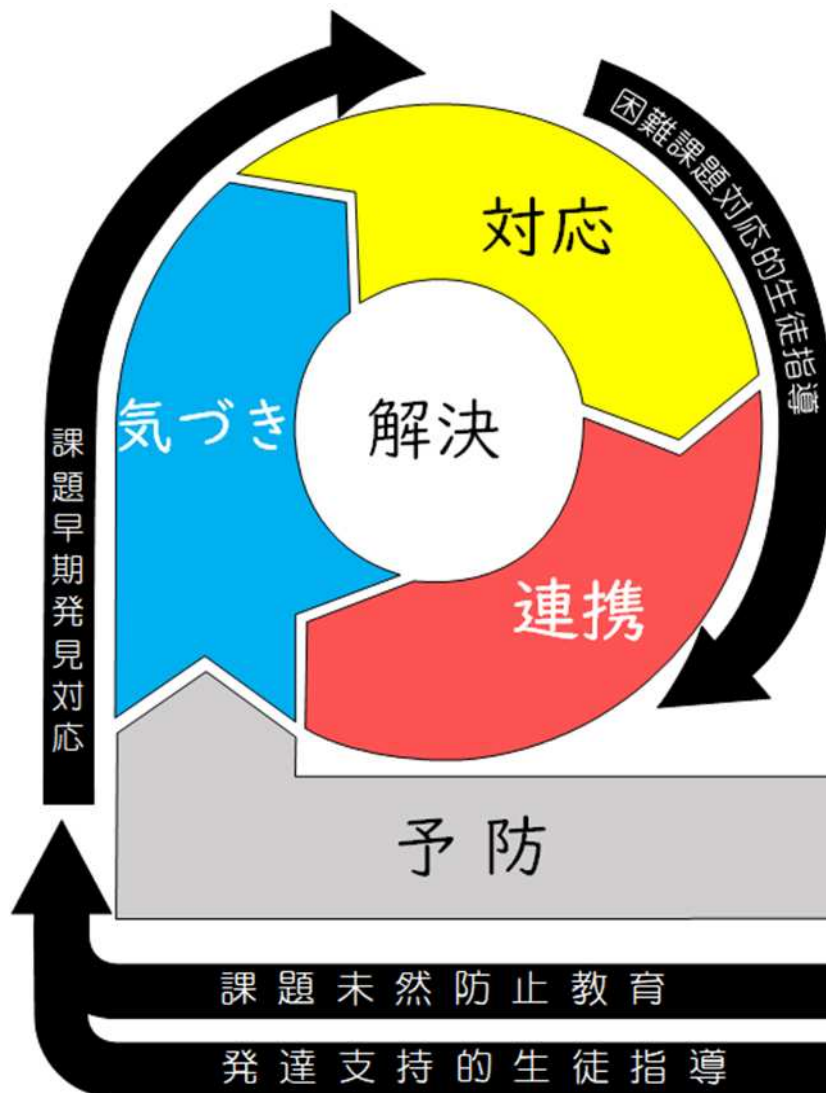 困難課題対応的生徒指導
対応
気づき
解決
課題早期発見対応
連携
予防
課題未然防止教育
発達支持的生徒指導